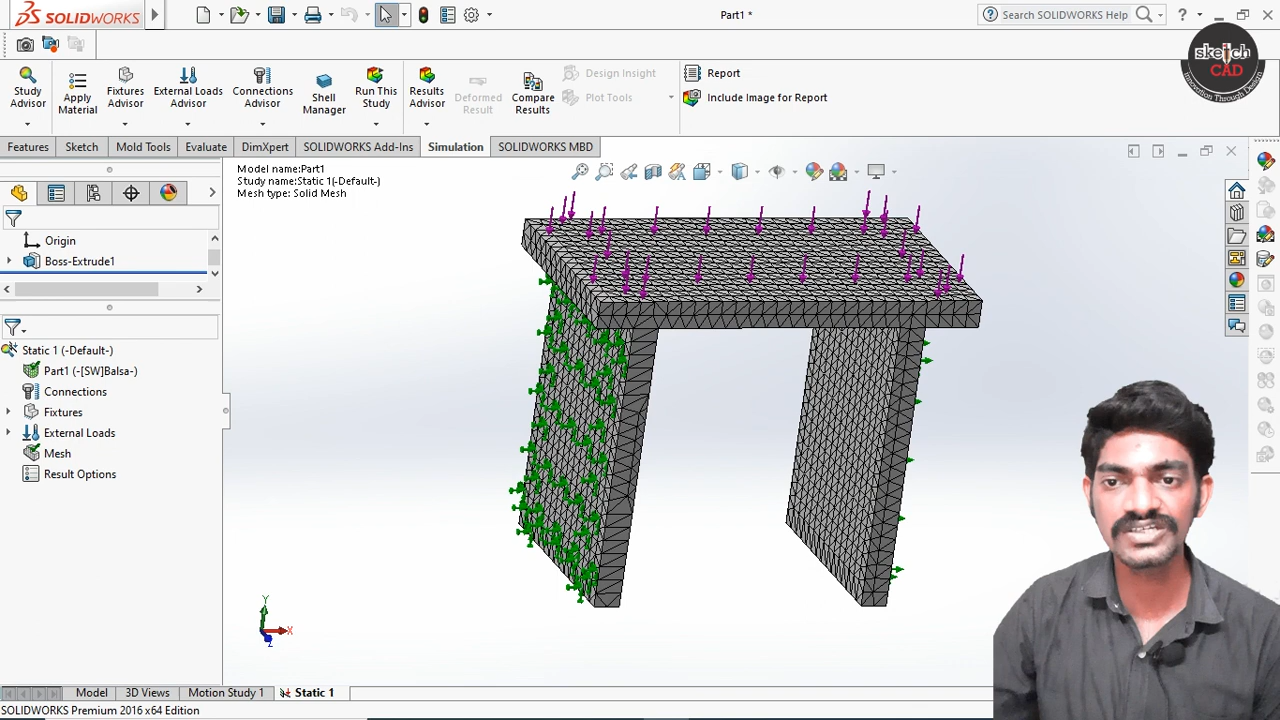 SOLIDWORKS
Part1 *
Search SOLIDWORKS Help
sketch
CAD
Innovation Through Design
Study
Advisor
Apply
Material
Fixtures
Advisor
External Loads
Advisor
Connections
Advisor
Shell
Manager
Run This
Study
Results
Advisor
Deformed
Result
Compare
Results
Design Insight
Plot Tools
Report
Include Image for Report
Features
Sketch
Mold Tools
Evaluate
DimXpert
SOLIDWORKS Add-Ins
Simulation
SOLIDWORKS MBD
Model name:Part1
Study name:Static 1(-Default-)
Mesh type: Solid Mesh
Origin
Boss-Extrude1
Static 1 (-Default-)
Part1 (-[SW]Balsa-)
Connections
Fixtures
External Loads
Mesh
Result Options
Y
X
Z
Model
3D Views
Motion Study 1
Static 1
SOLIDWORKS Premium 2016 x64 Edition